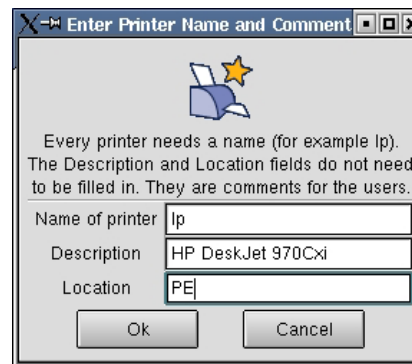 Enter Printer Name and Comment
Every printer needs a name (for example lp).
The Description and Location fields do not need
to be filled in. They are comments for the users.
Name of printer lp
Description HP DeskJet 970Cxi
Location PE
Ok Cancel